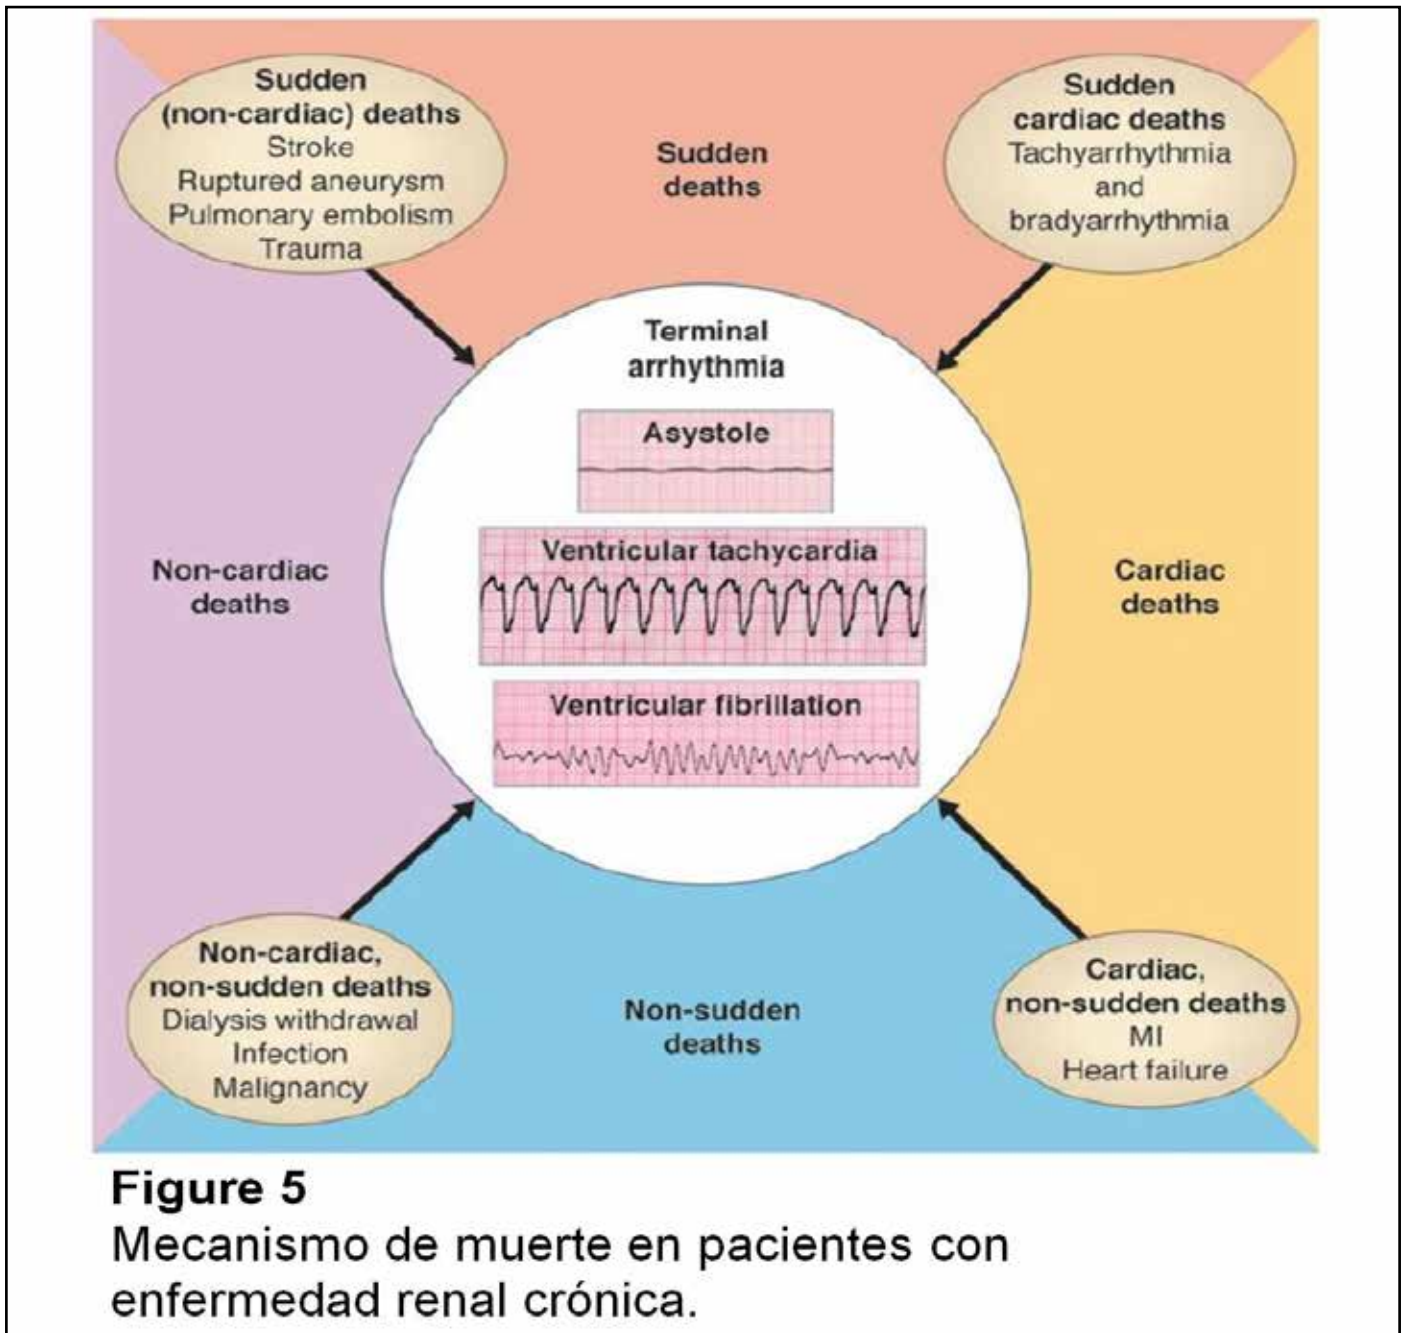 Sudden
(non-cardiac) deaths
Stroke
Ruptured aneurysm
Pulmonary embolism
Trauma
Sudden
deaths
Sudden
cardiac deaths
Tachyarrhythmia
and
bradyarrhythmia
Terminal
arrhythmia
Asystole
Ventricular tachycardia
Ventricular fibrillation
Non-cardiac
deaths
Cardiac
deaths
Non-cardiac,
non-sudden deaths
Dialysis withdrawal
Infection
Malignancy
Non-sudden
deaths
Cardiac,
non-sudden deaths
MI
Heart failure
Figure 5
Mecanismo de muerte en pacientes con
enfermedad renal crónica.